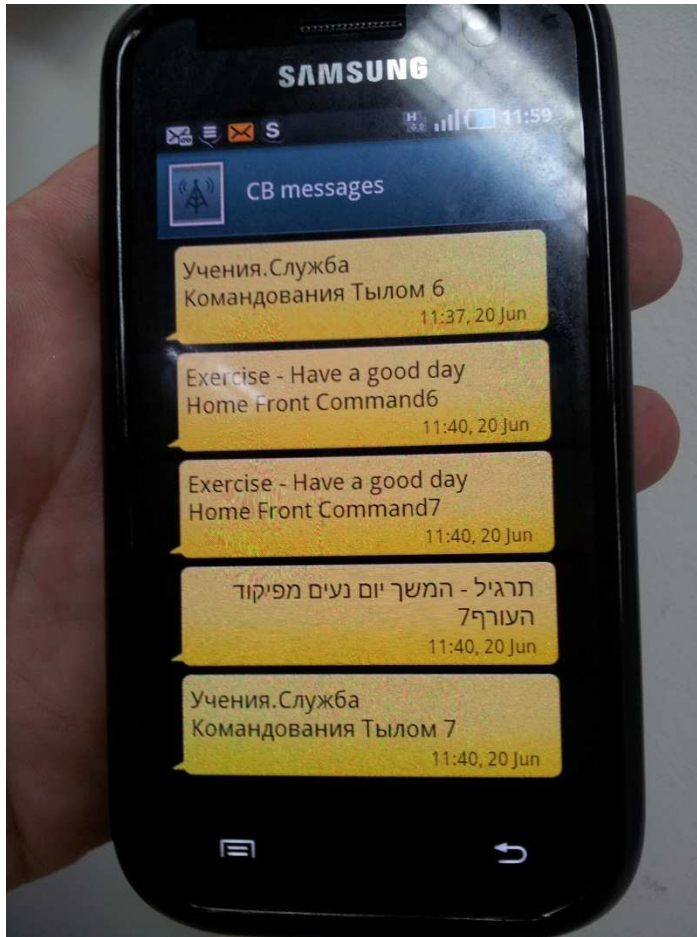 SAMSUNG
S
H
11:59
CB messages
Учения.Служба
Командования Тылом 6
11:37, 20 Jun
Exercise - Have a good day
Home Front Command6
11:40, 20 Jun
Exercise - Have a good day
Home Front Command7
11:40, 20 Jun
תרגיל - המשך יום נעים מפיקוד
העורף7
11:40, 20 Jun
Учения.Служба
Командования Тылом 7
11:40, 20 Jun